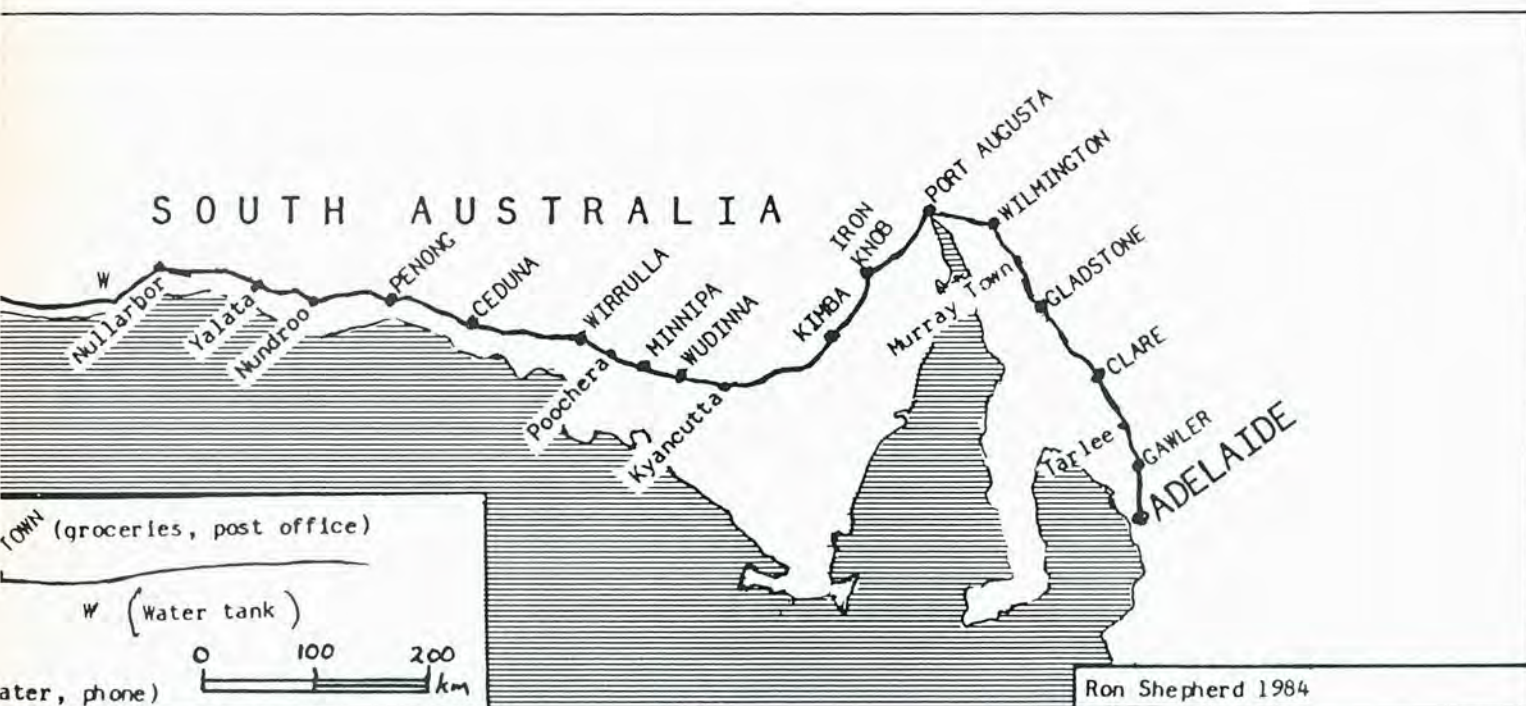 SOUTH AUSTRALIA
W
Nullarbor
Yalata
Nundroo
PENONG
CEDUNA
WIRRULLA
Poochera
MINNIPA
WUDINNA
Kyancutta
KIMBA
IRON
KNOB
PORT AUGUSTA
WILMINGTON
Murray Town
GLADSTONE
CLARE
Tarlee
GAWLER
ADELAIDE
TOWN (groceries, post office)
W (Water tank)
0 100 200
km
ater, phone)
Ron Shepherd 1984